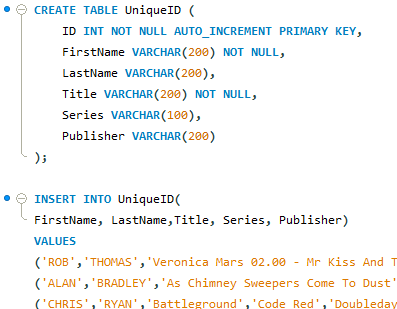 CREATE TABLE UniqueID (
ID INT NOT NULL AUTO_INCREMENT PRIMARY KEY,
FirstName VARCHAR(200) NOT NULL,
LastName VARCHAR(200),
Title VARCHAR(200) NOT NULL,
Series VARCHAR(100),
Publisher VARCHAR(200)
);
INSERT INTO UniqueID(
FirstName, LastName,Title, Series, Publisher)
VALUES
('ROB','THOMAS','Veronica Mars 02.00 - Mr Kiss And T
('ALAN','BRADLEY','As Chimney Sweepers Come To Dust'
('CHRIS','RYAN','Battleground','Code Red','Doubleday